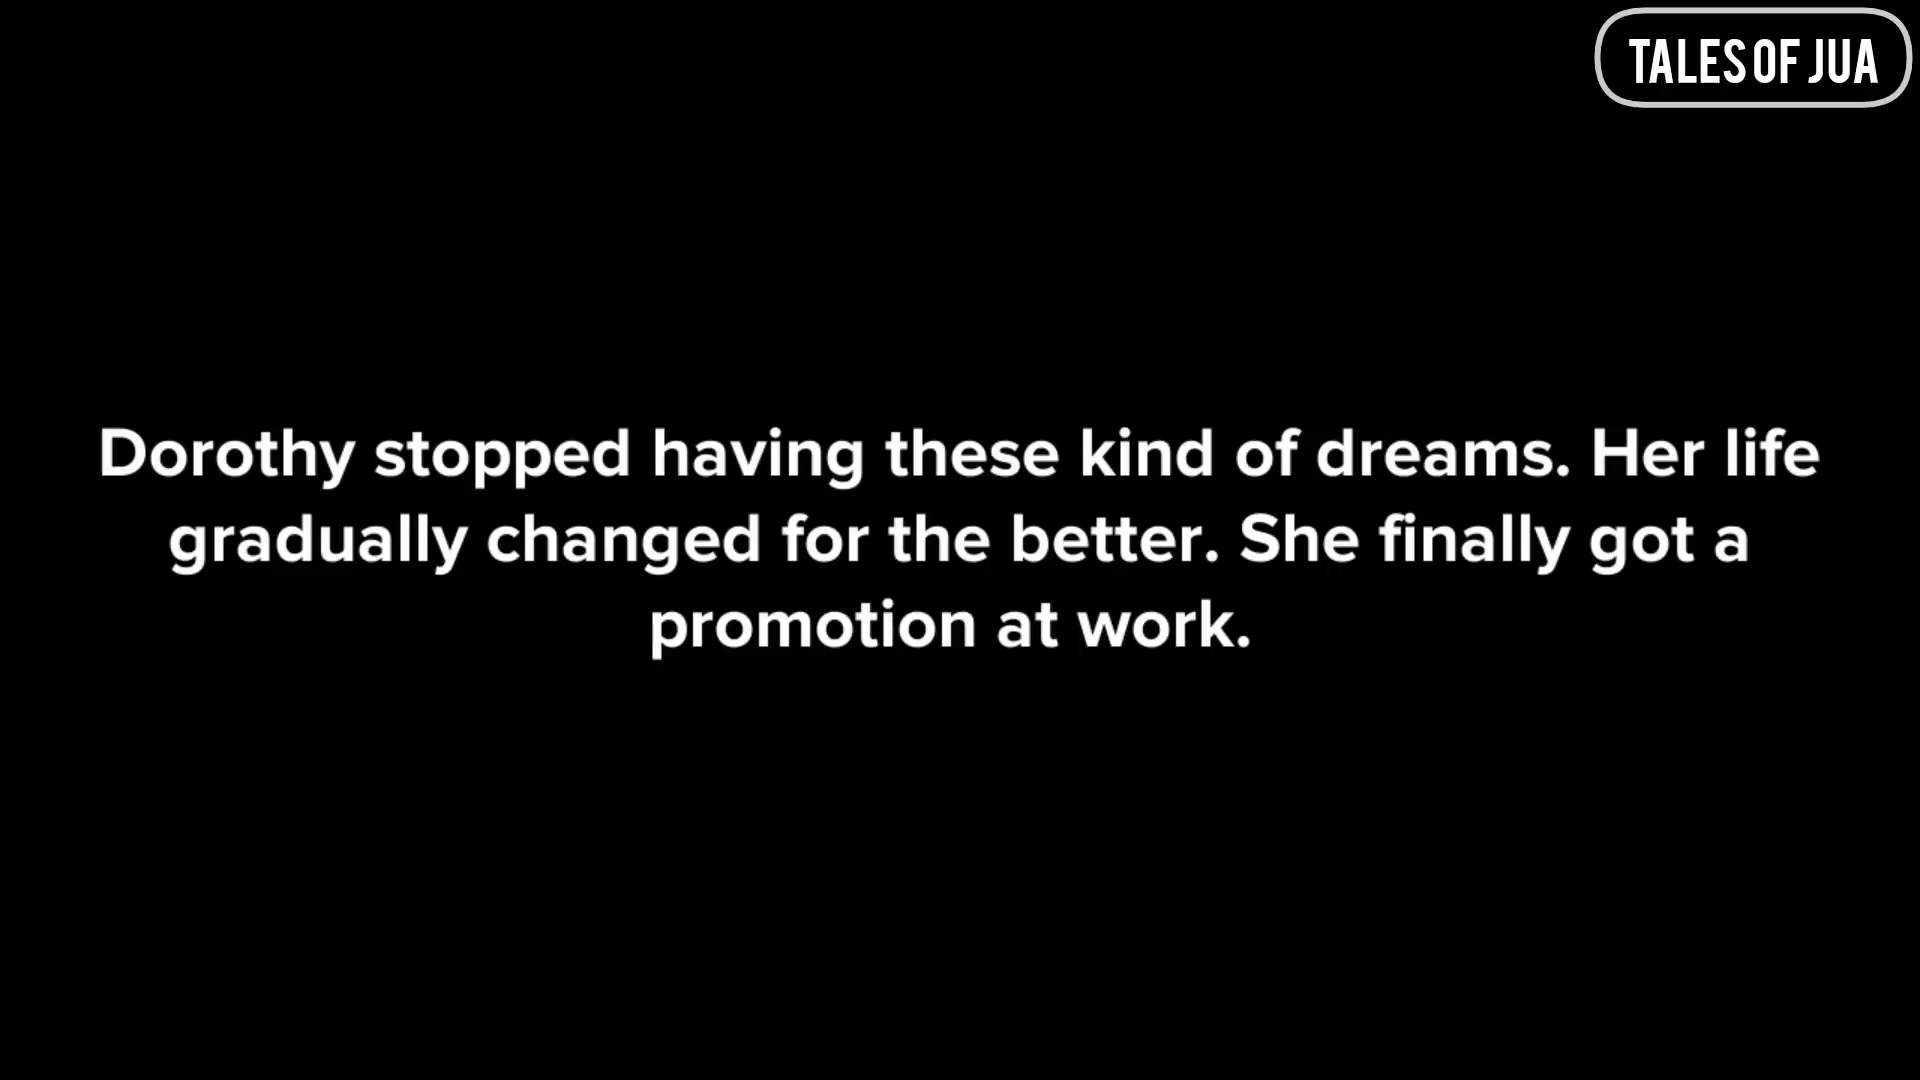 TALES OF JUA
Dorothy stopped having these kind of dreams. Her life
gradually changed for the better. She finally got a
promotion at work.